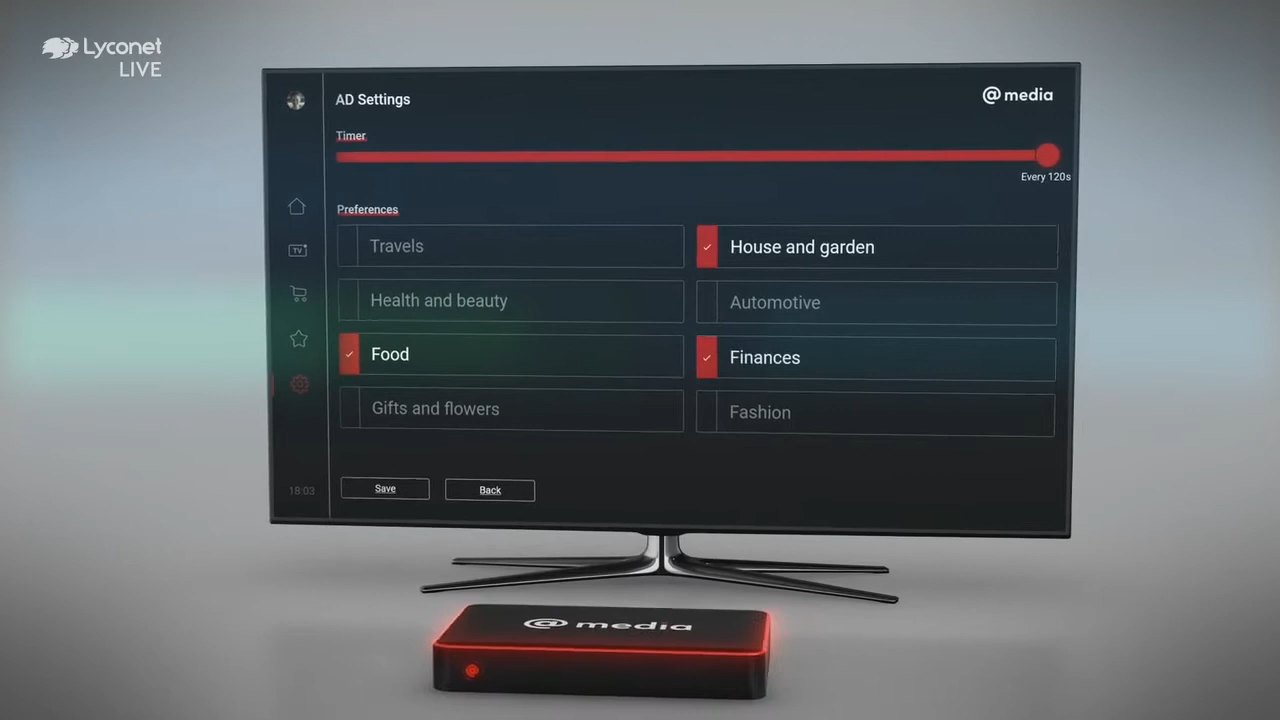 Lyconet
LIVE
AD Settings
@ media
Timer
Every 120s
Preferences
Travels
House and garden
Health and beauty
Automotive
Food
Finances
Gifts and flowers
Fashion
18:03
Save
Back
TV
@ media
@